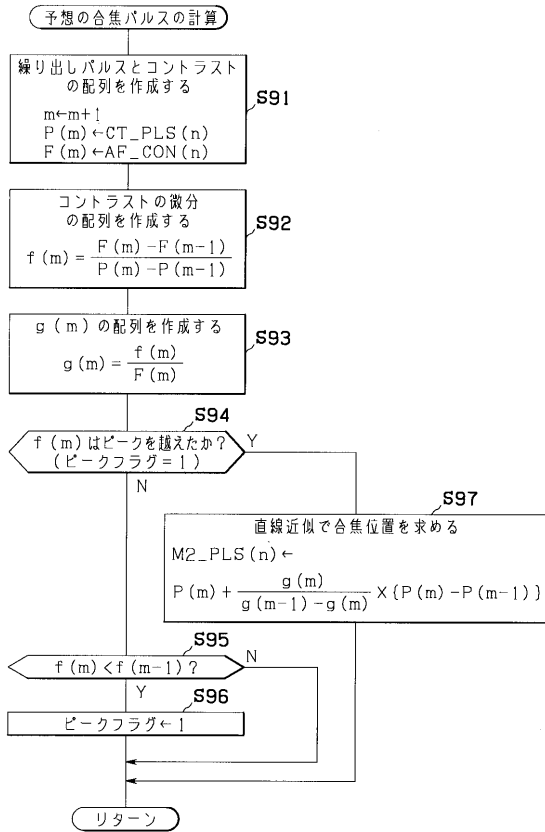 予想の合焦パルスの計算
繰り出しパルスとコントラスト
の配列を作成する
m←m+1
P(m)←CT_PLS(n)
F(m)←AF_CON(n)
S91
コントラストの微分
の配列を作成する
f(m)=F(m)-F(m-1)/P(m)-P(m-1)
S92
g(m)の配列を作成する
g(m)=f(m)/F(m)
S93
S94
f(m)はピークを越えたか?
(ピークフラグ=1)
Y
N
S97
直線近似で合焦位置を求める
M2_PLS(n)←
P(m)+g(m)/g(m-1)-g(m)×{P(m)-P(m-1)}
S95
f(m)<f(m-1)?
N
Y
S96
ピークフラグ←1
リターン